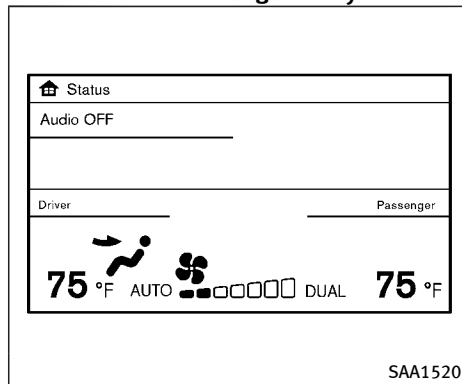 Status
Audio OFF
Driver Passenger
75 °F AUTO DUAL 75 °F
SAA1520